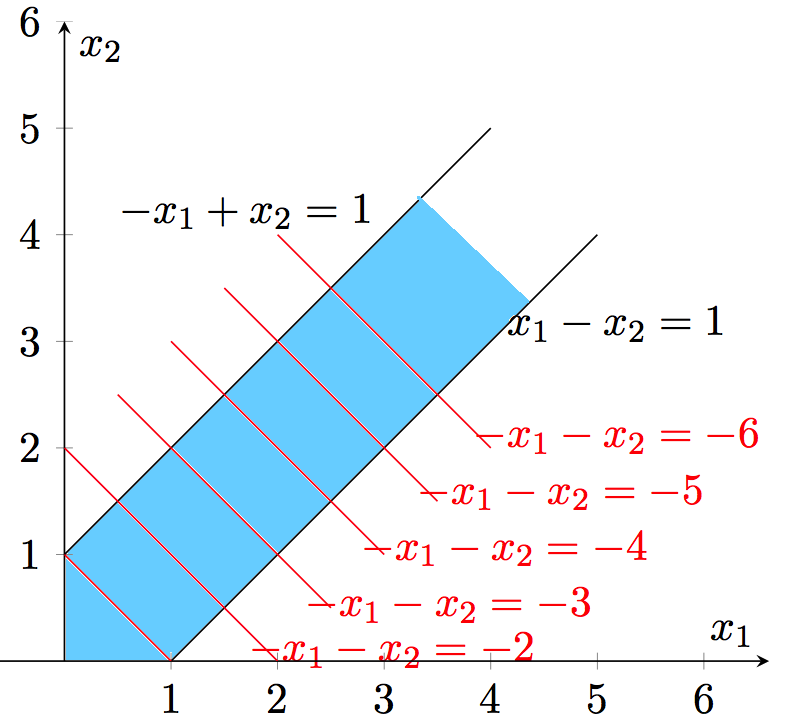 6
x₂
5
−x₁ + x₂ = 1
4
x₁ − x₂ = 1
3
−x₁ − x₂ = −6
2
−x₁ − x₂ = −5
−x₁ − x₂ = −4
1
−x₁ − x₂ = −3
x₁
−x₁ − x₂ = −2
1 2 3 4 5 6